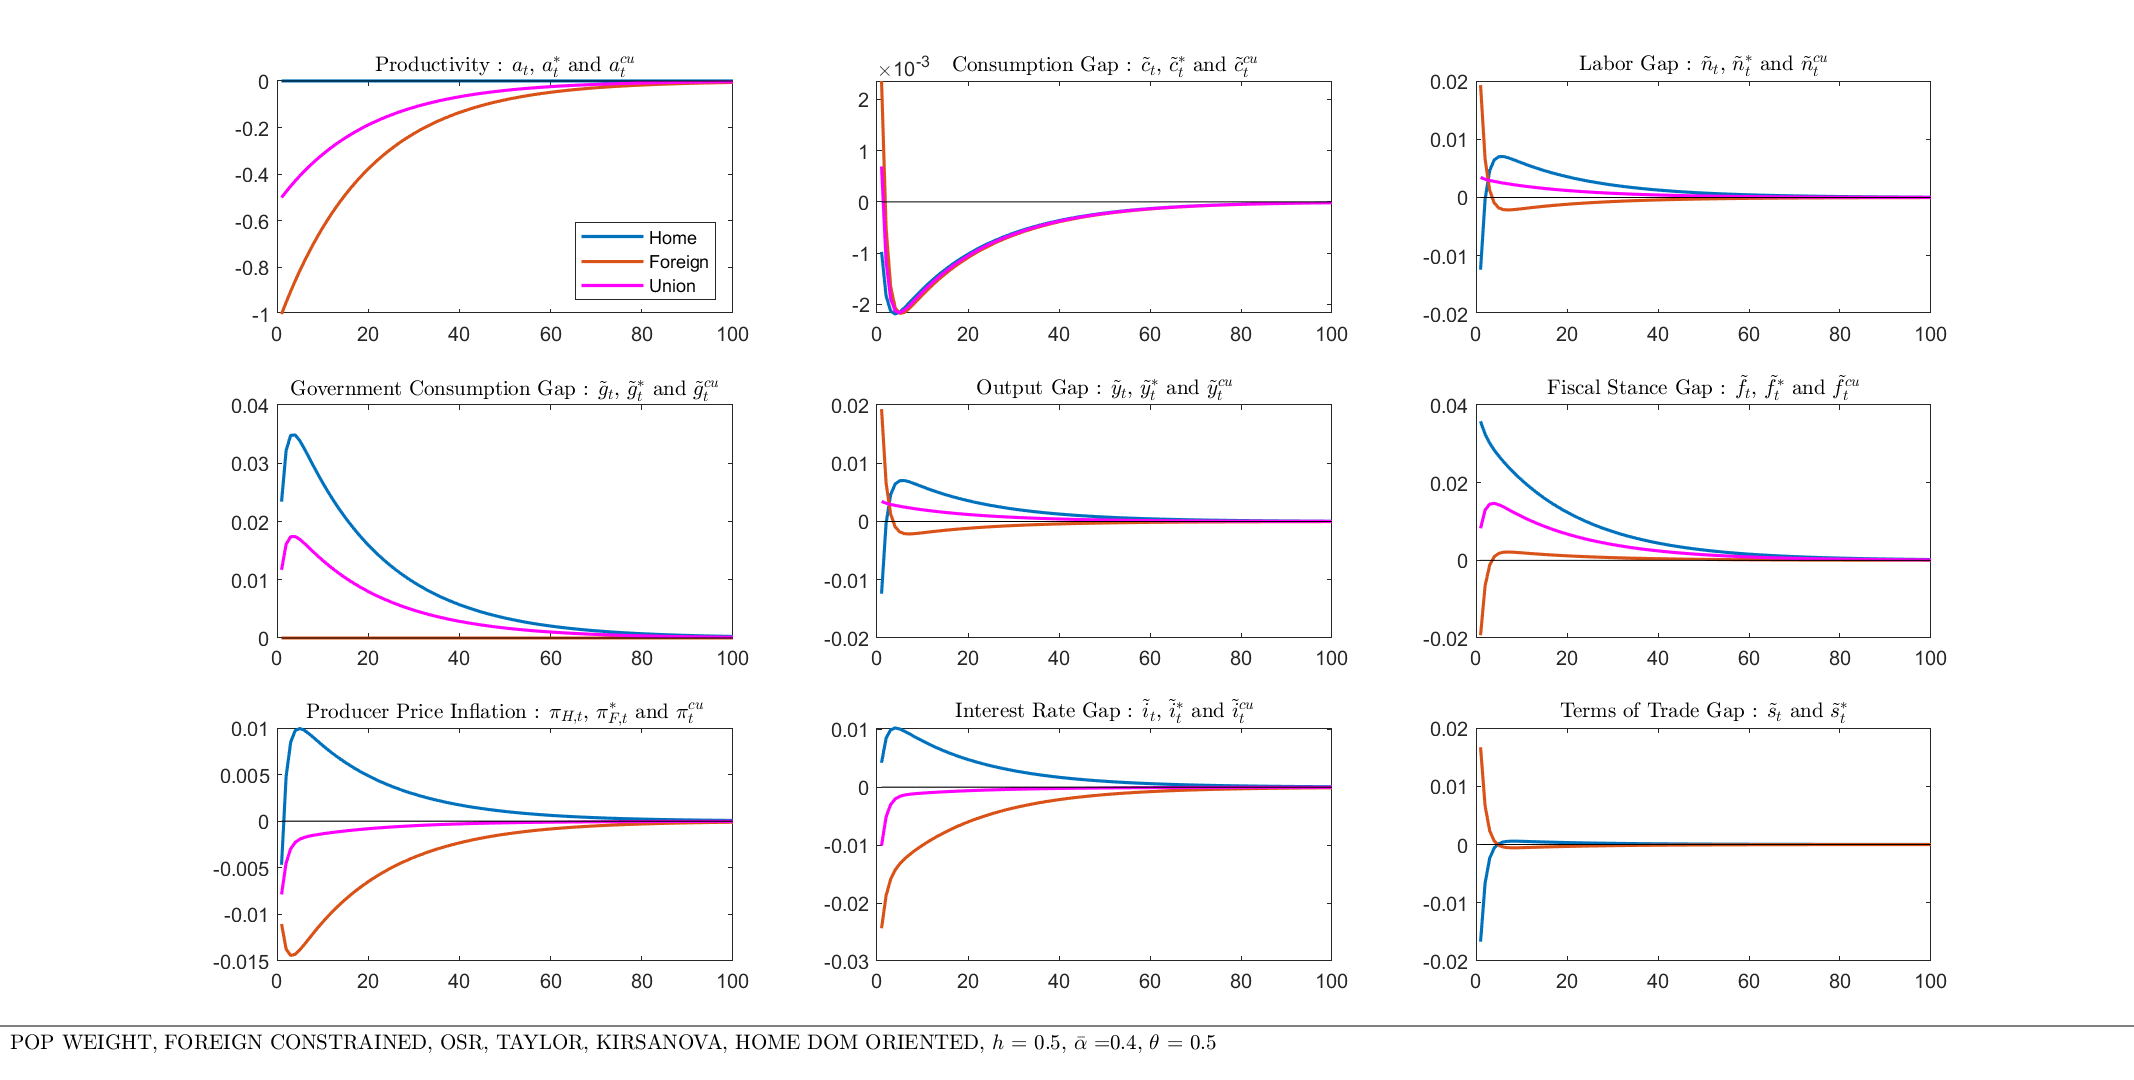 Productivity : a_t, a_t^* and a_t^{cu}
0
-0.2
-0.4
-0.6
-0.8
-1
0 20 40 60 80 100
Home
Foreign
Union
×10^{-3}
Consumption Gap : c̃_t, c̃_t^* and c̃_t^{cu}
2
1
0
-1
-2
0 20 40 60 80 100
Labor Gap : ñ_t, ñ_t^* and ñ_t^{cu}
0.02
0.01
0
-0.01
-0.02
0 20 40 60 80 100
Government Consumption Gap : g̃_t, g̃_t^* and g̃_t^{cu}
0.04
0.03
0.02
0.01
0
0 20 40 60 80 100
Output Gap : ỹ_t, ỹ_t^* and ỹ_t^{cu}
0.02
0.01
0
-0.01
-0.02
0 20 40 60 80 100
Fiscal Stance Gap : f̃_t, f̃_t^* and f̃_t^{cu}
0.04
0.02
0
-0.02
0 20 40 60 80 100
Producer Price Inflation : π_{H,t}, π_{F,t}^* and π_t^{cu}
0.01
0.005
0
-0.005
-0.01
-0.015
0 20 40 60 80 100
Interest Rate Gap : ĩ_t, ĩ_t^* and ĩ_t^{cu}
0.01
0
-0.01
-0.02
-0.03
0 20 40 60 80 100
Terms of Trade Gap : s̃_t and s̃_t^*
0.02
0.01
0
-0.01
-0.02
0 20 40 60 80 100
POP WEIGHT, FOREIGN CONSTRAINED, OSR, TAYLOR, KIRSANOVA, HOME DOM ORIENTED, h = 0.5, ᾱ =0.4, θ = 0.5